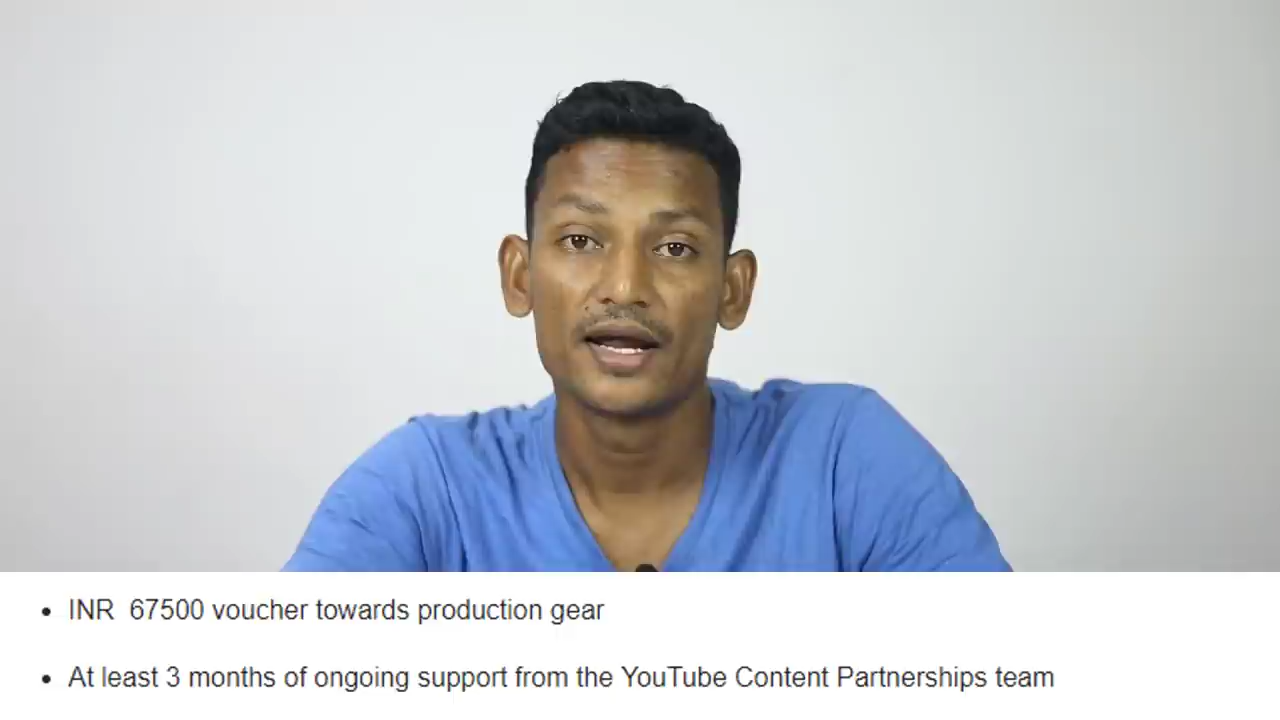 • INR  67500 voucher towards production gear
• At least 3 months of ongoing support from the YouTube Content Partnerships team